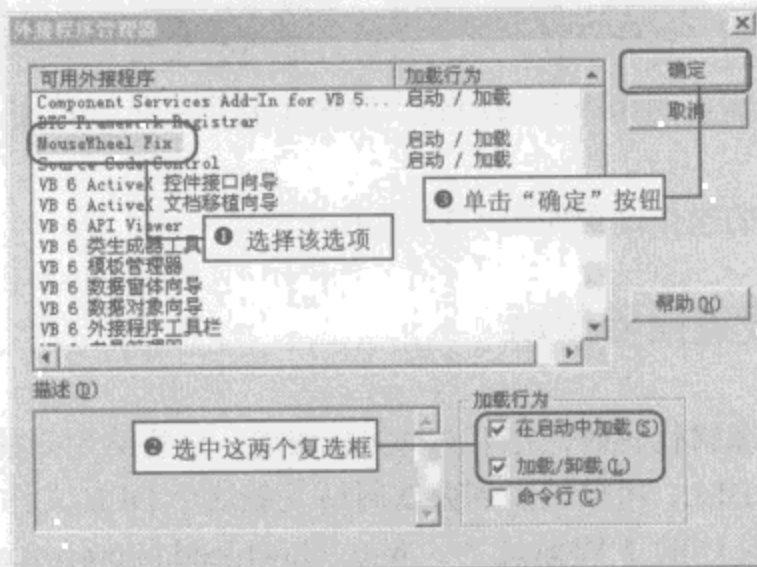 外接程序管理器
可用外接程序 加载行为
Component Services Add-In for VB 5... 启动 / 加载
DTC Framework Registrar
MouseWheel Fix 启动 / 加载
Source Code Control 启动 / 加载
VB 6 ActiveX 控件接口向导
VB 6 ActiveX 文档移植向导
VB 6 API Viewer
VB 6 类生成器工具
VB 6 模板管理器
VB 6 数据窗体向导
VB 6 数据对象向导
VB 6 外接程序工具栏
确定
取消
❸ 单击“确定”按钮
❶ 选择该选项
帮助(H)
描述(D)
❷ 选中这两个复选框
加载行为
在启动中加载(S)
加载/卸载(L)
命令行(C)